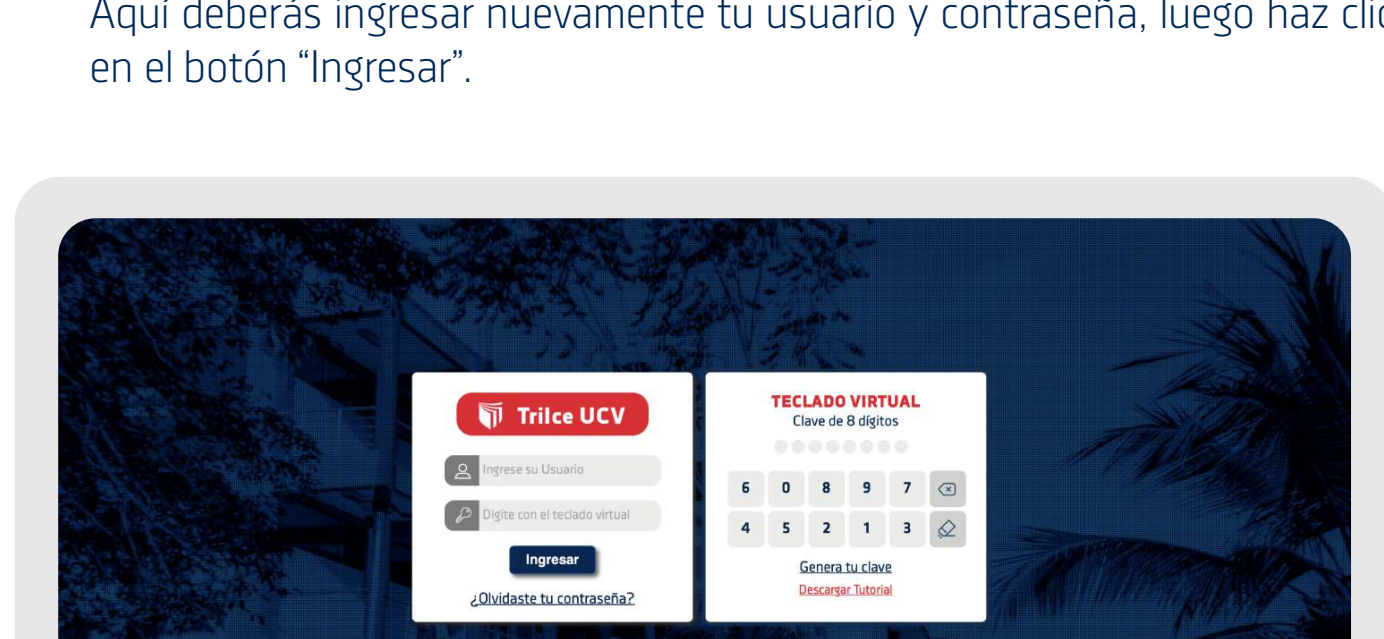 Aquí deberás ingresar nuevamente tu usuario y contraseña, luego haz clic
en el botón “Ingresar”.
Trilce UCV
Ingrese su Usuario
Digite con el teclado virtual
Ingresar
¿Olvidaste tu contraseña?
TECLADO VIRTUAL
Clave de 8 dígitos
6 0 8 9 7
4 5 2 1 3
Genera tu clave
Descargar Tutorial